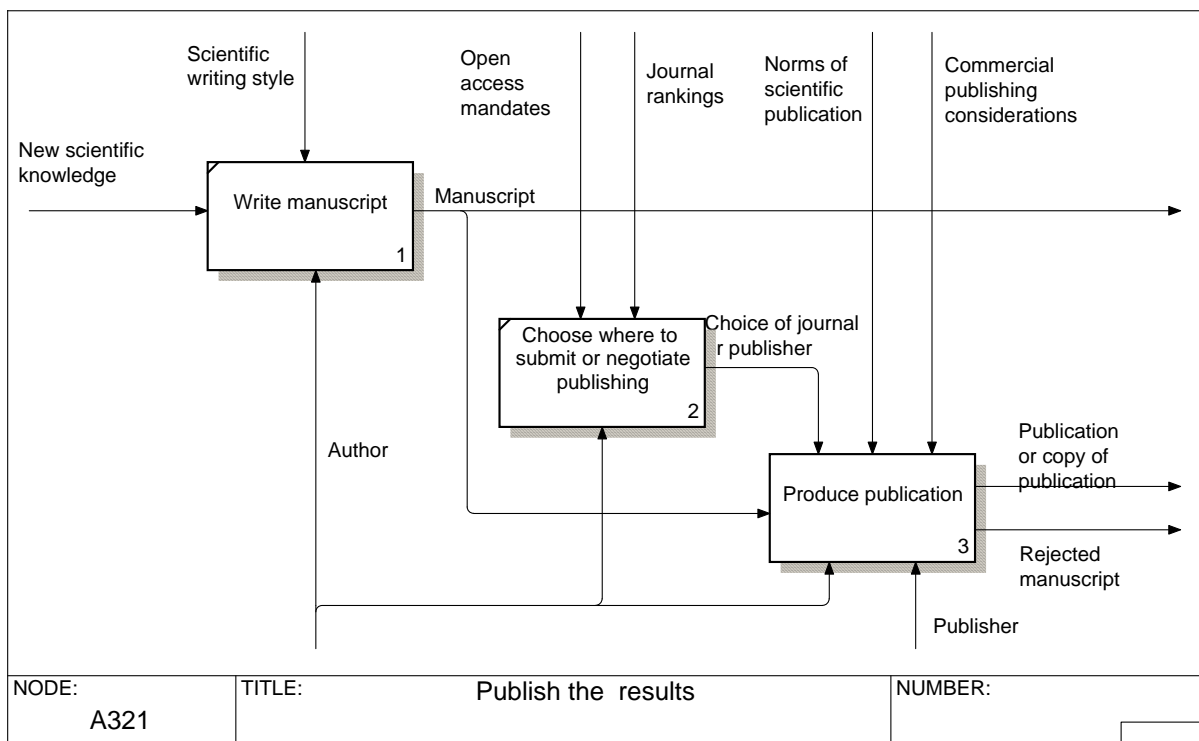 Scientific
writing style
Open
access
mandates
Journal
rankings
Norms of
scientific
publication
Commercial
publishing
considerations
New scientific
knowledge
Write manuscript
1
Manuscript
Choose where to
submit or negotiate
publishing
2
Choice of journal
r publisher
Author
Produce publication
3
Publication
or copy of
publication
Rejected
manuscript
Publisher
NODE:
A321
TITLE:
Publish the  results
NUMBER: